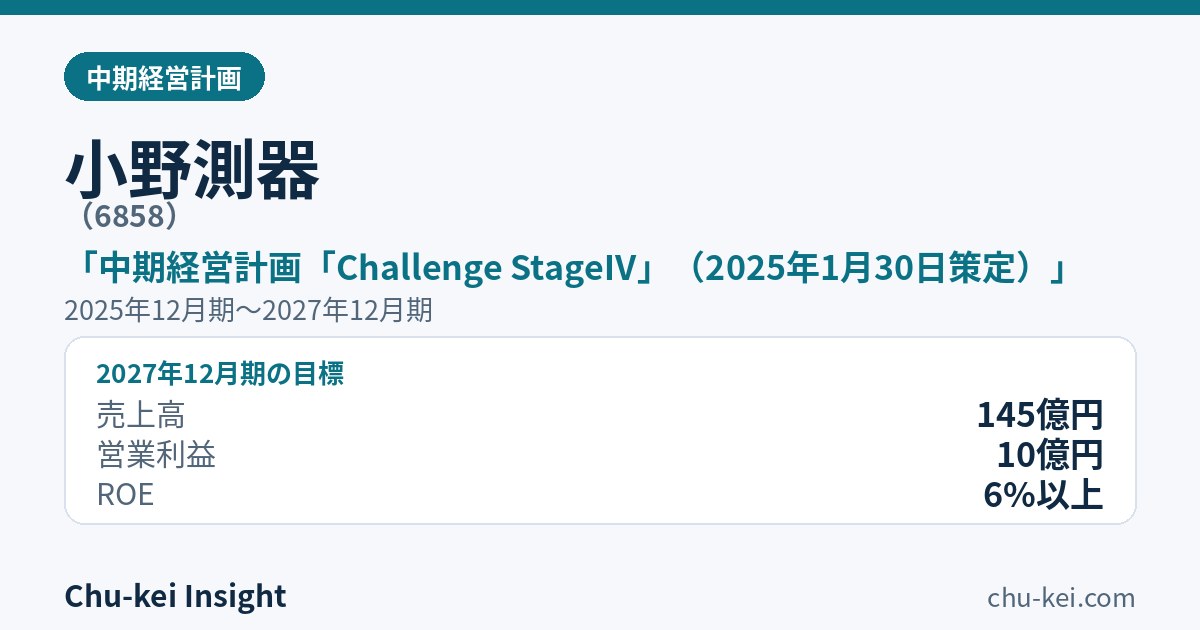 中期経営計画
小野測器
（6858）
「中期経営計画「Challenge StageⅣ」（2025年1月30日策定）」
2025年12月期〜2027年12月期
2027年12月期の目標
売上高 145億円
営業利益 10億円
ROE 6%以上
Chu-kei Insight chu-kei.com